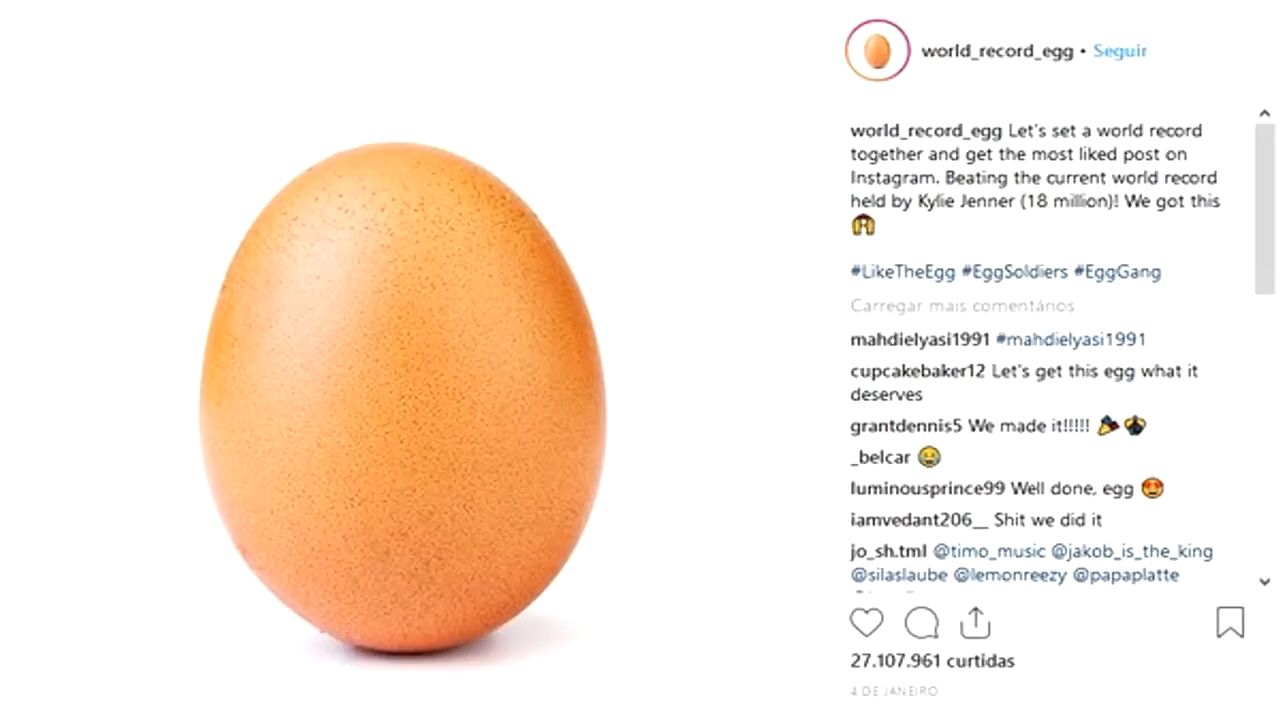 world_record_egg • Seguir
world_record_egg Let's set a world record
together and get the most liked post on
Instagram. Beating the current world record
held by Kylie Jenner (18 million)! We got this
#LikeTheEgg #EggSoldiers #EggGang
Carregar mais comentários
mahdielyasi1991 #mahdielyasi1991
cupcakebaker12 Let's get this egg what it
deserves
grantdennis5 We made it!!!!!
_belcar
luminousprince99 Well done, egg
iamvedant206__ Shit we did it
jo_sh.tml @timo_music @jakob_is_the_king
@silaslaube @lemonreezy @papaplatte
27.107.961 curtidas
4 DE JANEIRO